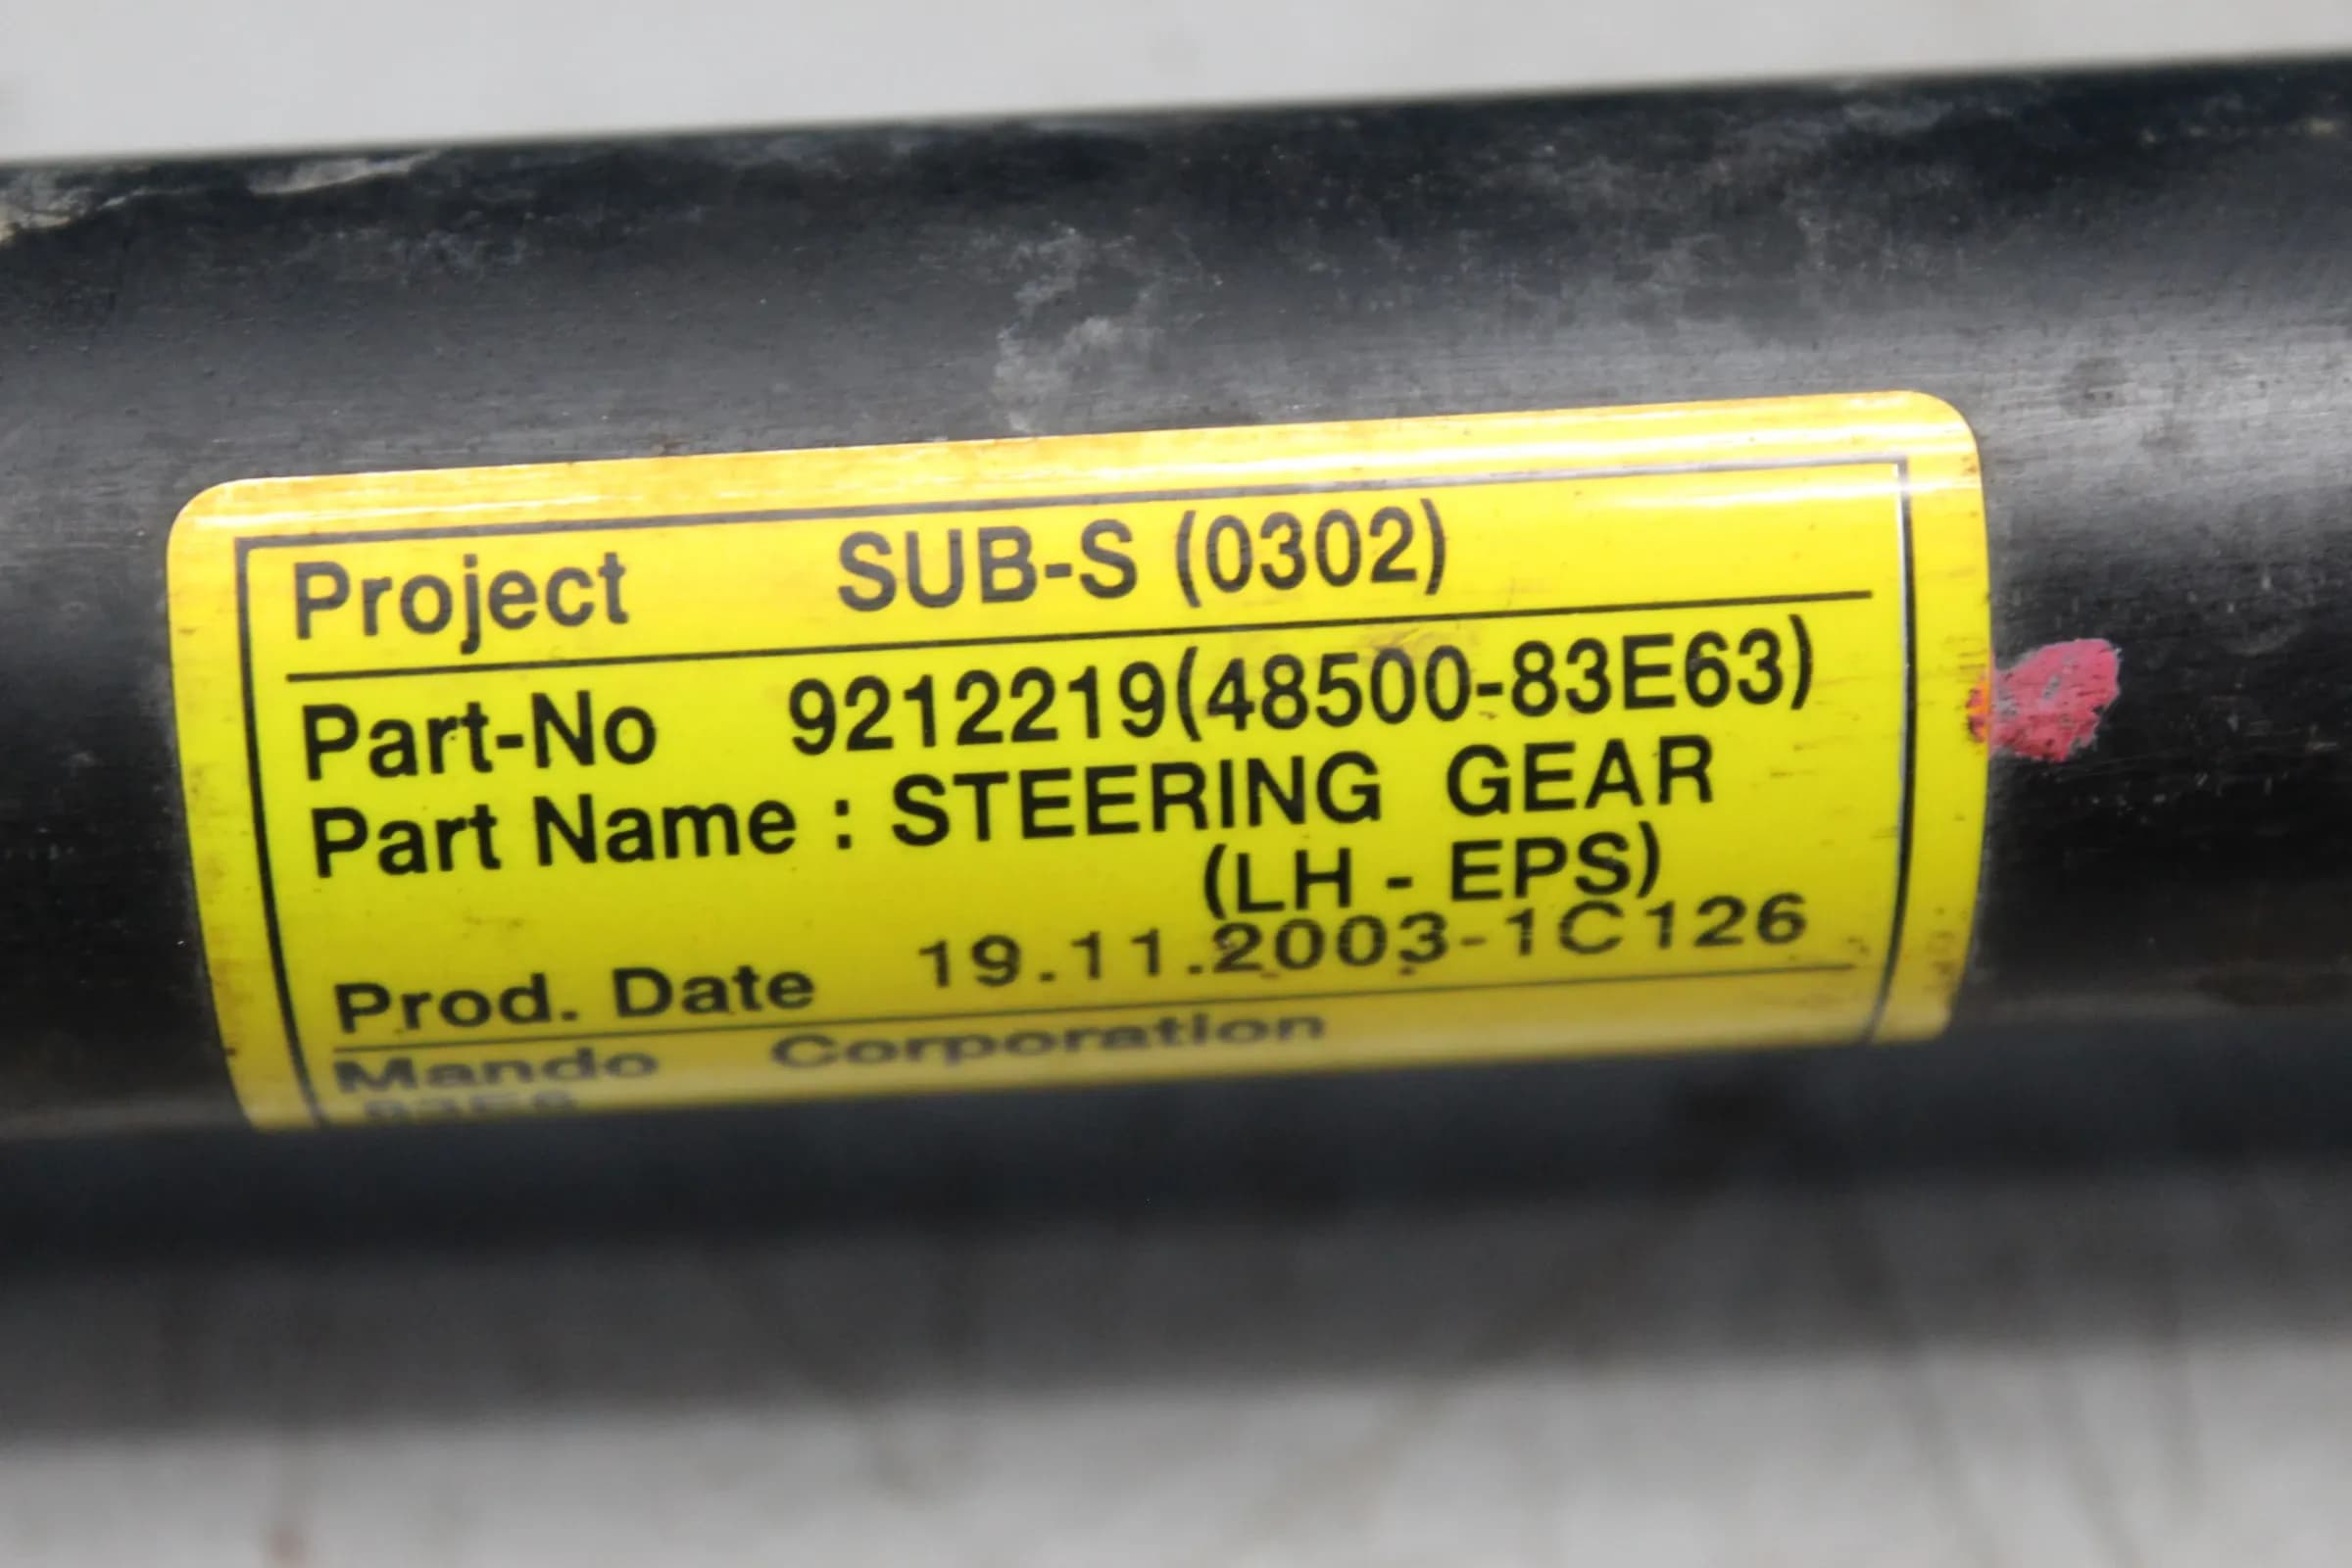 Project SUB-S (0302)
Part-No 9212219(48500-83E63)
Part Name : STEERING GEAR
(LH - EPS)
Prod. Date 19.11.2003-1C126
Mando Corporation